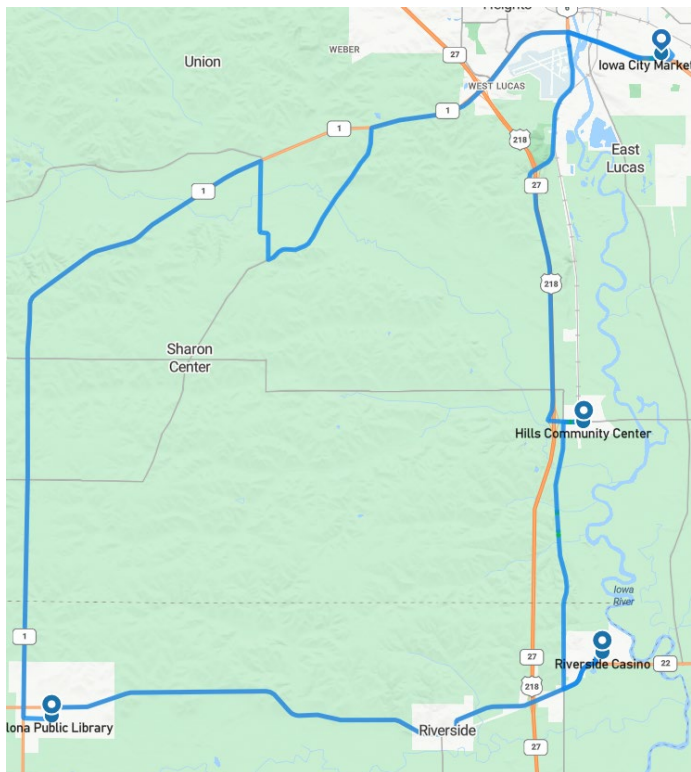 Heights
6
27
WEBER
Union
Iowa City Market
WEST LUCAS
1
1
218
East
Lucas
27
1
218
Sharon
Center
Hills Community Center
Iowa
River
1
27
Riverside Casino
22
218
lona Public Library
Riverside
27